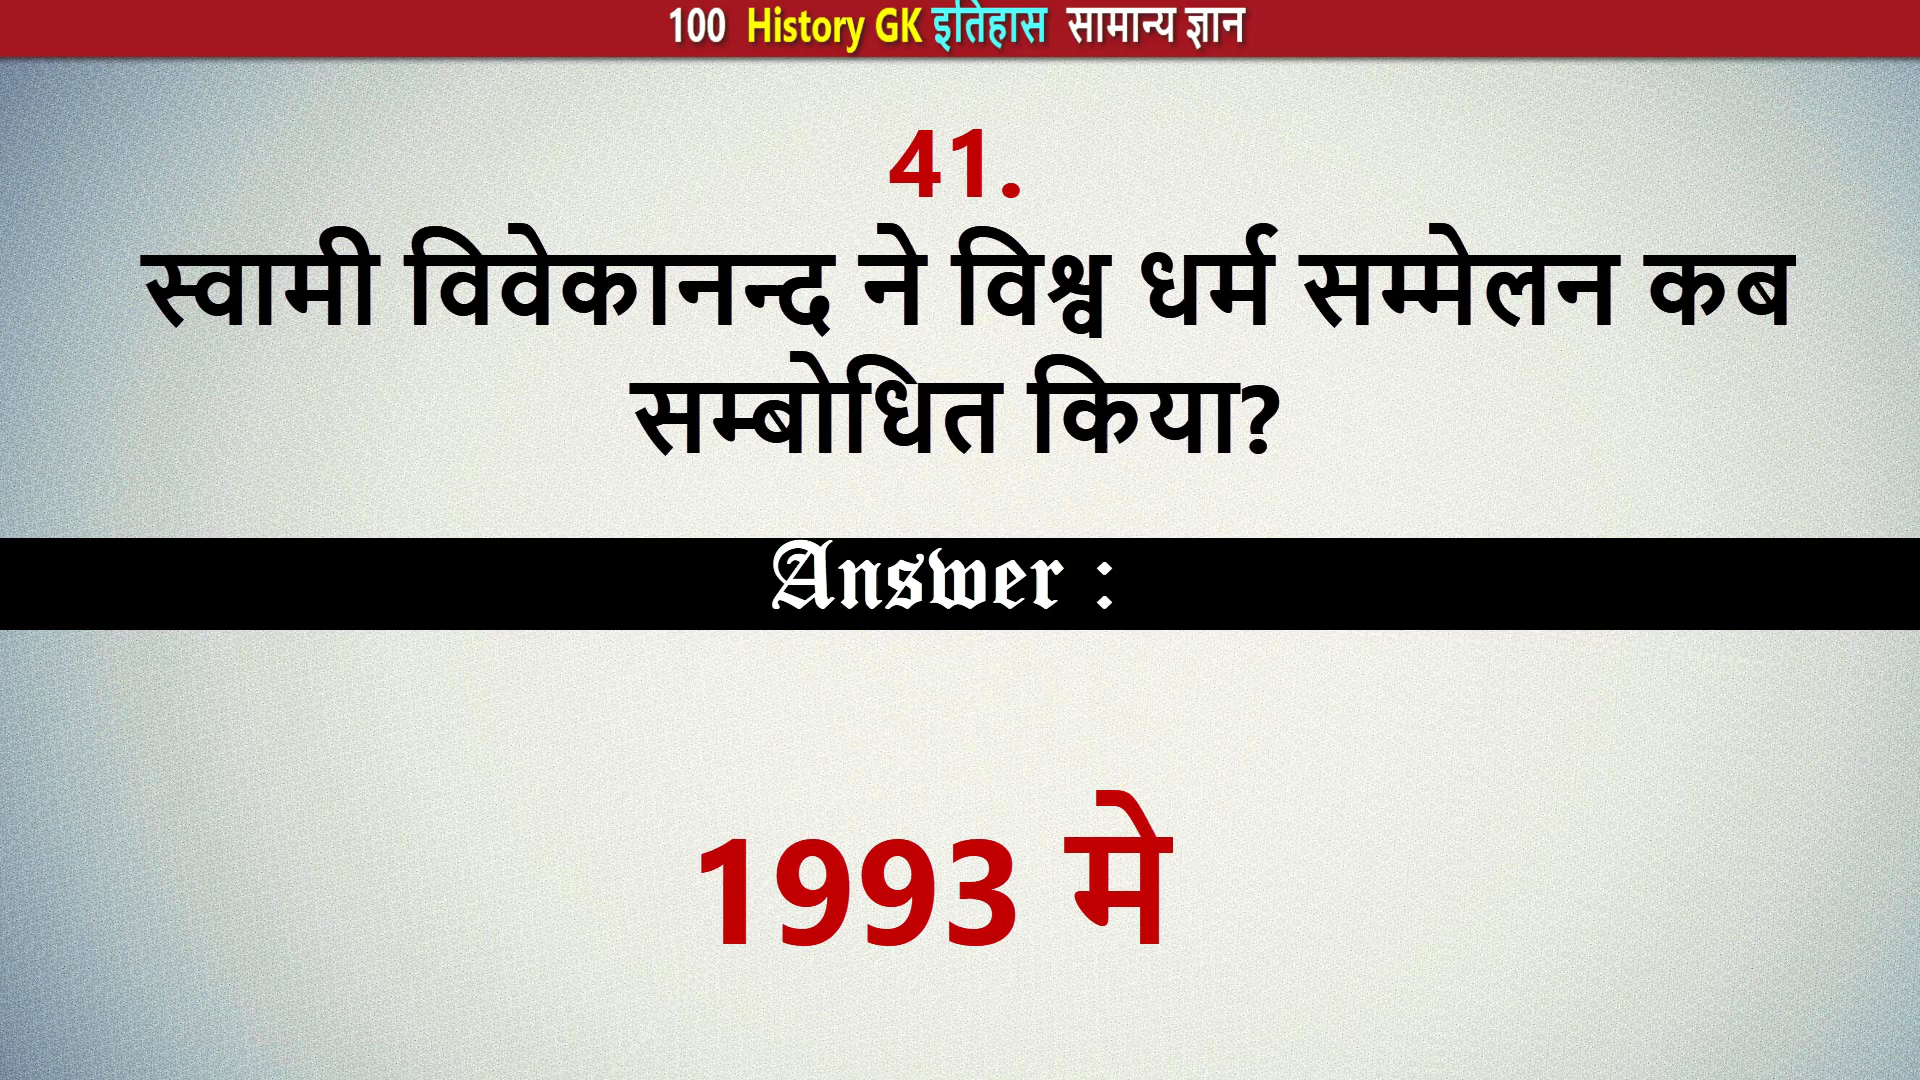 100 History GK इतिहास सामान्य ज्ञान
41.
स्वामी विवेकानन्द ने विश्व धर्म सम्मेलन कब
सम्बोधित किया?
Answer :
1993 मे